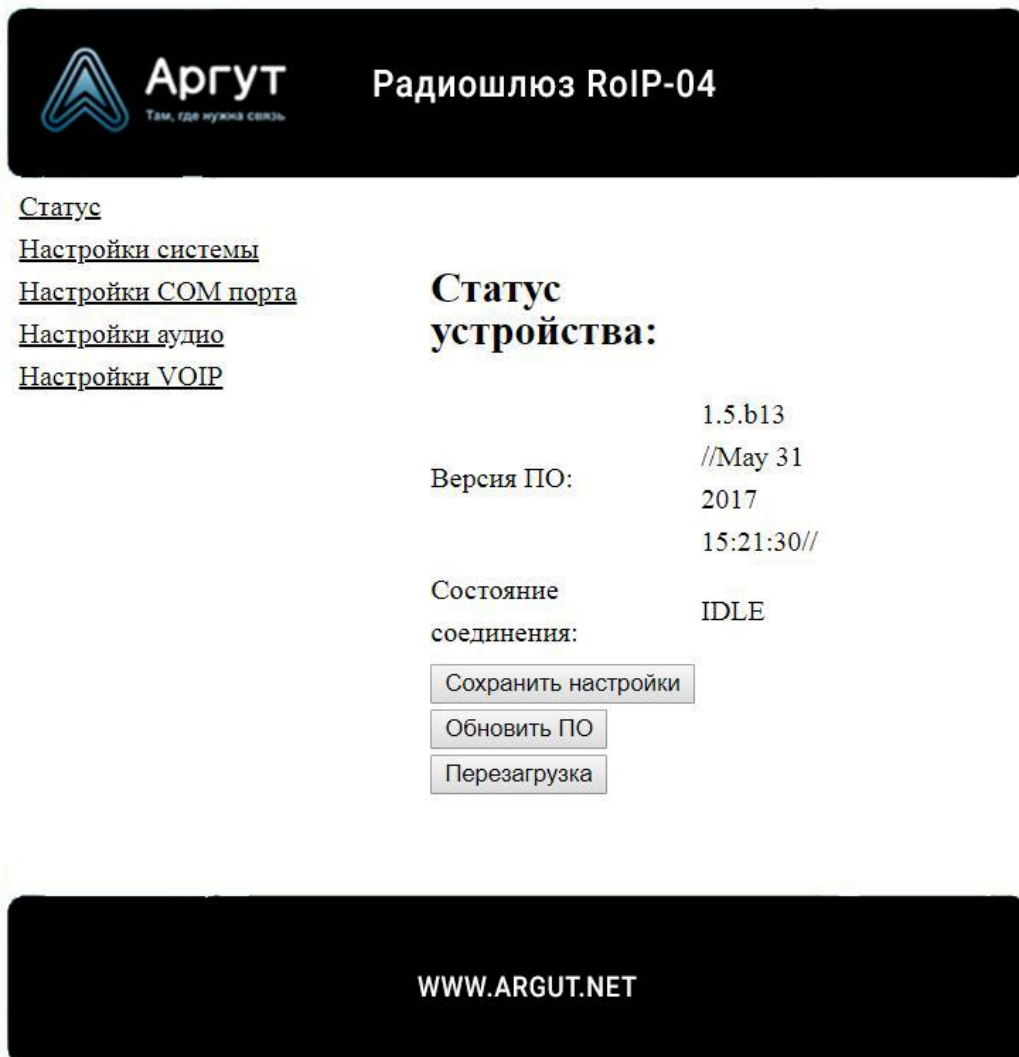 Аргут
Там, где нужна связь
Радиошлюз RoIP-04
Статус
Настройки системы
Настройки COM порта
Настройки аудио
Настройки VOIP
Статус
устройства:
Версия ПО:
1.5.b13
//May 31
2017
15:21:30//
Состояние
соединения:
IDLE
Сохранить настройки
Обновить ПО
Перезагрузка
WWW.ARGUT.NET